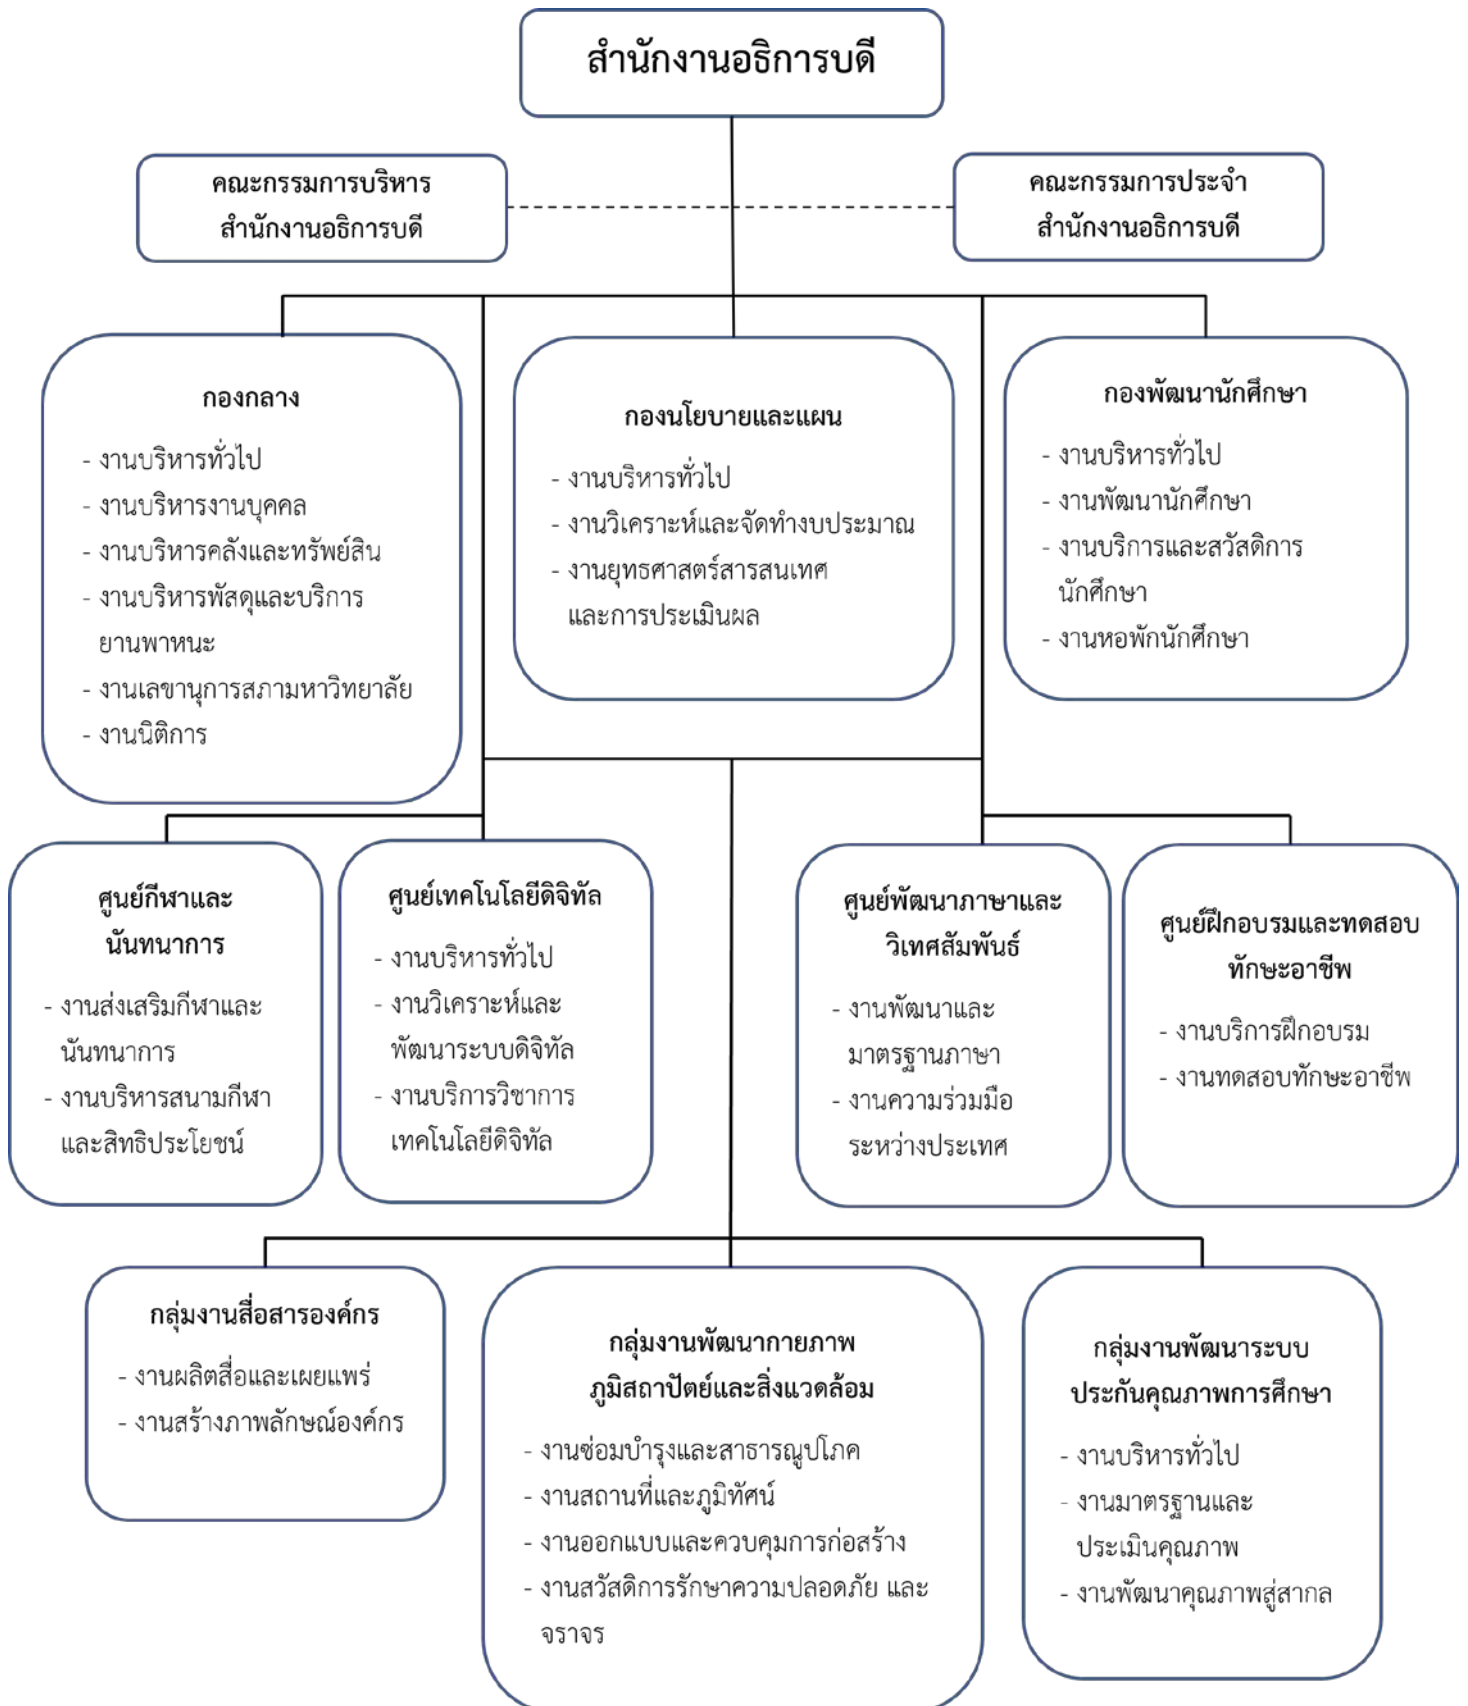 สำนักงานอธิการบดี
คณะกรรมการบริหาร
สำนักงานอธิการบดี
คณะกรรมการประจำ
สำนักงานอธิการบดี
กองกลาง
- งานบริหารทั่วไป
- งานบริหารงานบุคคล
- งานบริหารคลังและทรัพย์สิน
- งานบริหารพัสดุและบริการ
ยานพาหนะ
- งานเลขานุการสภามหาวิทยาลัย
- งานนิติการ
กองนโยบายและแผน
- งานบริหารทั่วไป
- งานวิเคราะห์และจัดทำงบประมาณ
- งานยุทธศาสตร์สารสนเทศ
และการประเมินผล
กองพัฒนานักศึกษา
- งานบริหารทั่วไป
- งานพัฒนานักศึกษา
- งานบริการและสวัสดิการ
นักศึกษา
- งานหอพักนักศึกษา
ศูนย์กีฬาและ
นันทนาการ
- งานส่งเสริมกีฬาและ
นันทนาการ
- งานบริหารสนามกีฬา
และสิทธิประโยชน์
ศูนย์เทคโนโลยีดิจิทัล
- งานบริหารทั่วไป
- งานวิเคราะห์และ
พัฒนาระบบดิจิทัล
- งานบริการวิชาการ
เทคโนโลยีดิจิทัล
ศูนย์พัฒนาภาษาและ
วิเทศสัมพันธ์
- งานพัฒนาและ
มาตรฐานภาษา
- งานความร่วมมือ
ระหว่างประเทศ
ศูนย์ฝึกอบรมและทดสอบ
ทักษะอาชีพ
- งานบริการฝึกอบรม
- งานทดสอบทักษะอาชีพ
กลุ่มงานสื่อสารองค์กร
- งานผลิตสื่อและเผยแพร่
- งานสร้างภาพลักษณ์องค์กร
กลุ่มงานพัฒนากายภาพ
ภูมิสถาปัตย์และสิ่งแวดล้อม
- งานซ่อมบำรุงและสาธารณูปโภค
- งานสถานที่และภูมิทัศน์
- งานออกแบบและควบคุมการก่อสร้าง
- งานสวัสดิการรักษาความปลอดภัย และ
จราจร
กลุ่มงานพัฒนาระบบ
ประกันคุณภาพการศึกษา
- งานบริหารทั่วไป
- งานมาตรฐานและ
ประเมินคุณภาพ
- งานพัฒนาคุณภาพสู่สากล